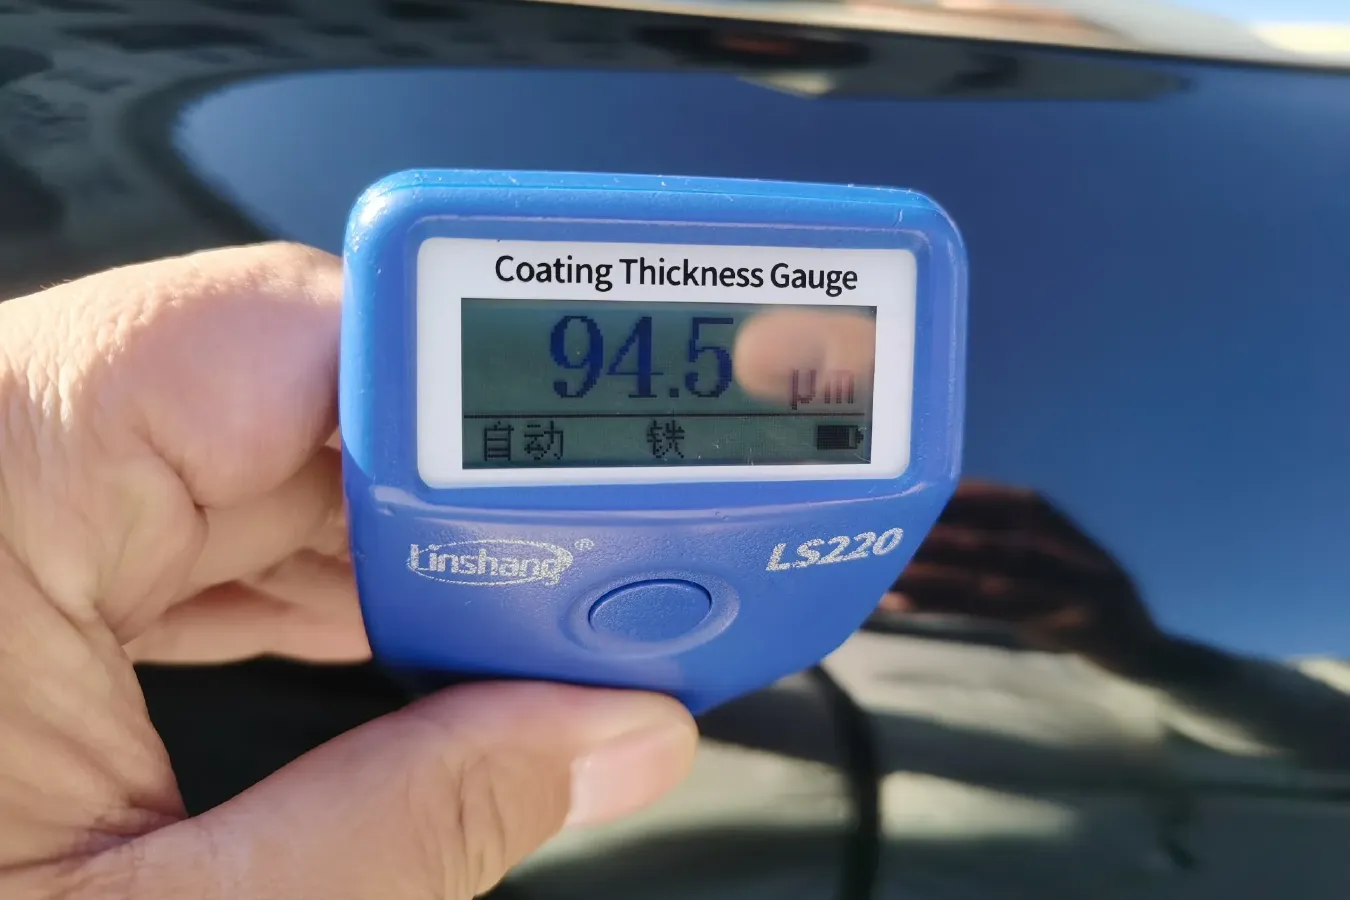 Coating Thickness Gauge
94.5 μm
自动 铁
Linshang® LS220